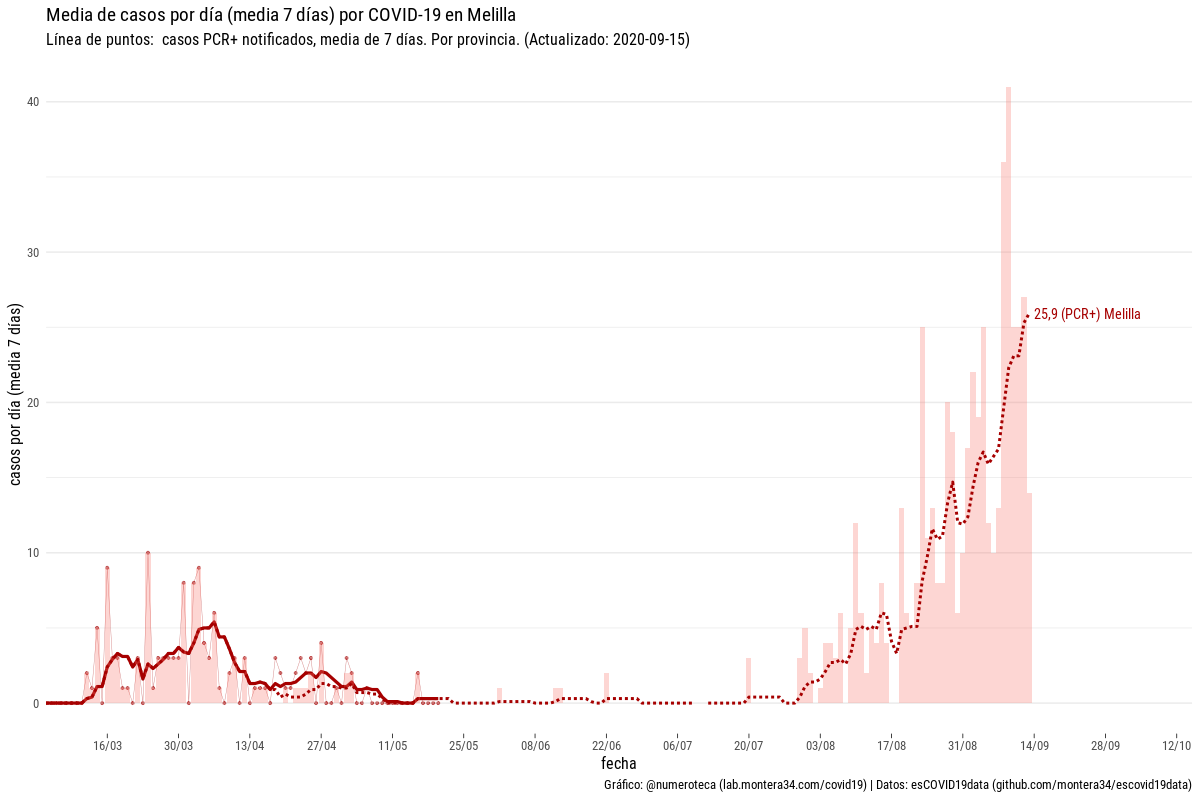 Media de casos por día (media 7 días) por COVID-19 en Melilla
Línea de puntos:  casos PCR+ notificados, media de 7 días. Por provincia. (Actualizado: 2020-09-15)
casos por día (media 7 días)
40
30
20
10
0
25,9 (PCR+) Melilla
16/03 30/03 13/04 27/04 11/05 25/05 08/06 22/06 06/07 20/07 03/08 17/08 31/08 14/09 28/09 12/10
fecha
Gráfico: @numeroteca (lab.montera34.com/covid19) | Datos: esCOVID19data (github.com/montera34/escovid19data)